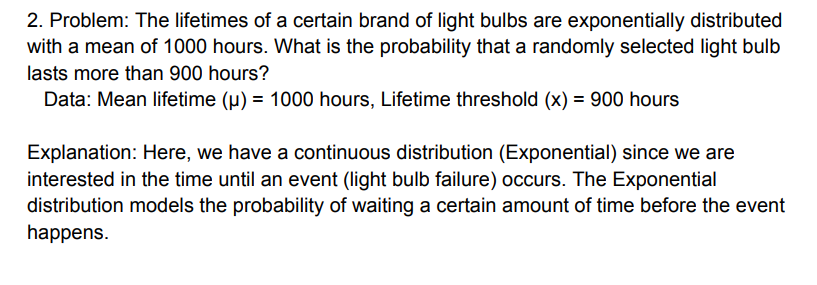 2. Problem: The lifetimes of a certain brand of light bulbs are exponentially distributed
with a mean of 1000 hours. What is the probability that a randomly selected light bulb
lasts more than 900 hours?
Data: Mean lifetime (μ) = 1000 hours, Lifetime threshold (x) = 900 hours
Explanation: Here, we have a continuous distribution (Exponential) since we are
interested in the time until an event (light bulb failure) occurs. The Exponential
distribution models the probability of waiting a certain amount of time before the event
happens.